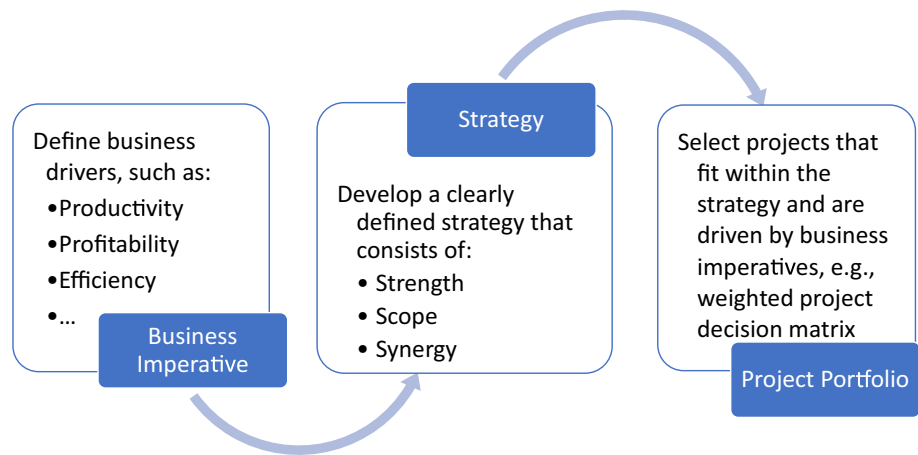 Define business
drivers, such as:
•Productivity
•Profitability
•Efficiency
•...
Business
Imperative
Strategy
Develop a clearly
defined strategy that
consists of:
• Strength
• Scope
• Synergy
Select projects that
fit within the
strategy and are
driven by business
imperatives, e.g.,
weighted project
decision matrix
Project Portfolio